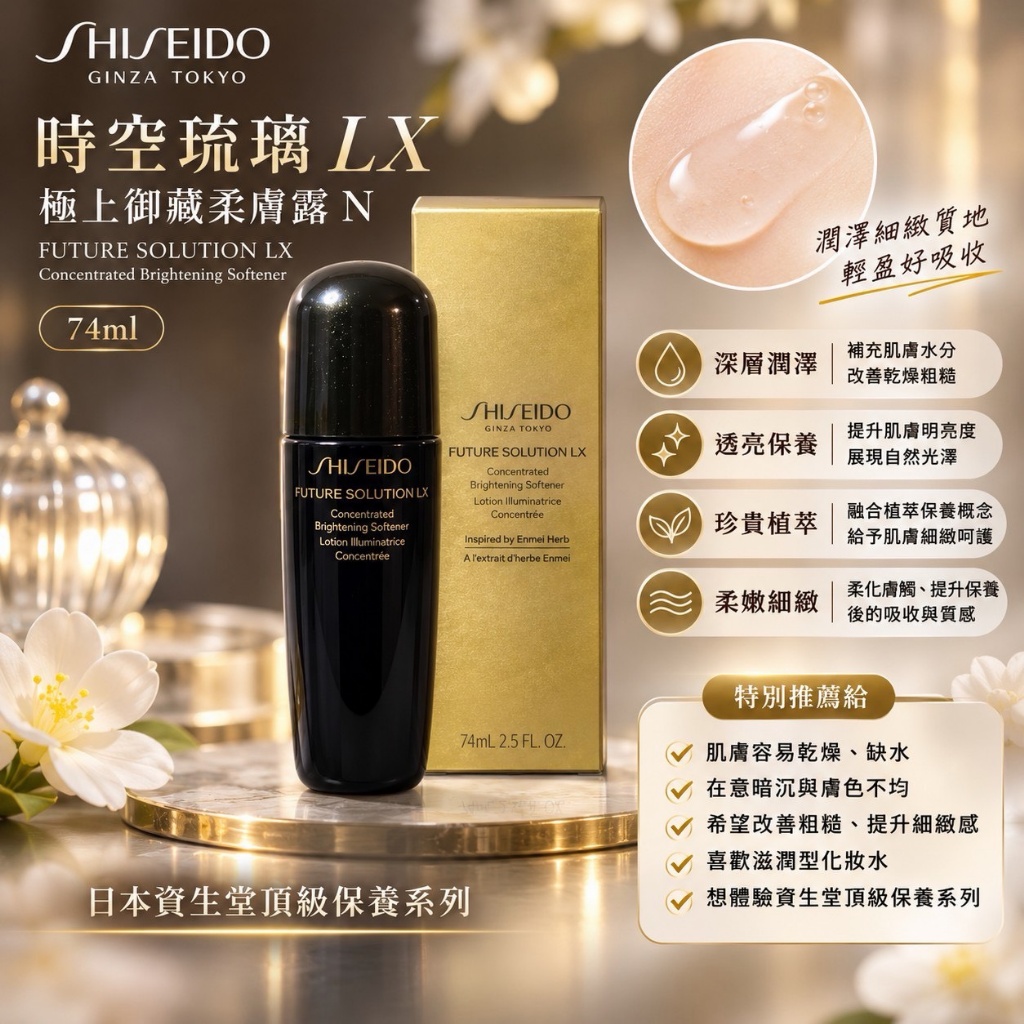 SHISEIDO
GINZA TOKYO
時空琉璃 LX
極上御藏柔膚露 N
FUTURE SOLUTION LX
Concentrated Brightening Softener
74ml
潤澤細緻質地
輕盈好吸收
深層潤澤
補充肌膚水分
改善乾燥粗糙
透亮保養
提升肌膚明亮度
展現自然光澤
珍貴植萃
融合植萃保養概念
給予肌膚細緻呵護
柔嫩細緻
柔化膚觸、提升保養
後的吸收與質感
SHISEIDO
FUTURE SOLUTION LX
Concentrated
Brightening Softener
Lotion Illuminatrice
Concentrée
SHISEIDO
GINZA TOKYO
FUTURE SOLUTION LX
Concentrated
Brightening Softener
Lotion Illuminatrice
Concentrée
Inspired by Enmei Herb
A l'extrait d'herbe Enmei
74mL 2.5 FL. OZ.
特別推薦給
肌膚容易乾燥、缺水
在意暗沉與膚色不均
希望改善粗糙、提升細緻感
喜歡滋潤型化妝水
想體驗資生堂頂級保養系列
日本資生堂頂級保養系列